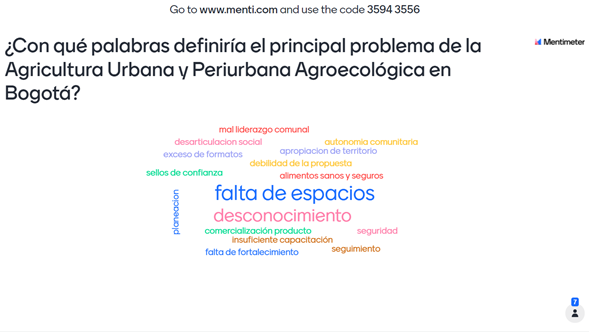 Go to www.menti.com and use the code 3594 3556
¿Con qué palabras definiría el principal problema de la
Agricultura Urbana y Periurbana Agroecológica en
Bogotá?
Mentimeter
mal liderazgo comunal
desarticulacion social
autonomia comunitaria
exceso de formatos
apropiacion de territorio
debilidad de la propuesta
sellos de confianza
alimentos sanos y seguros
falta de espacios
planeacion
desconocimiento
comercialización producto
seguridad
insuficiente capacitación
seguimiento
falta de fortalecimiento
7